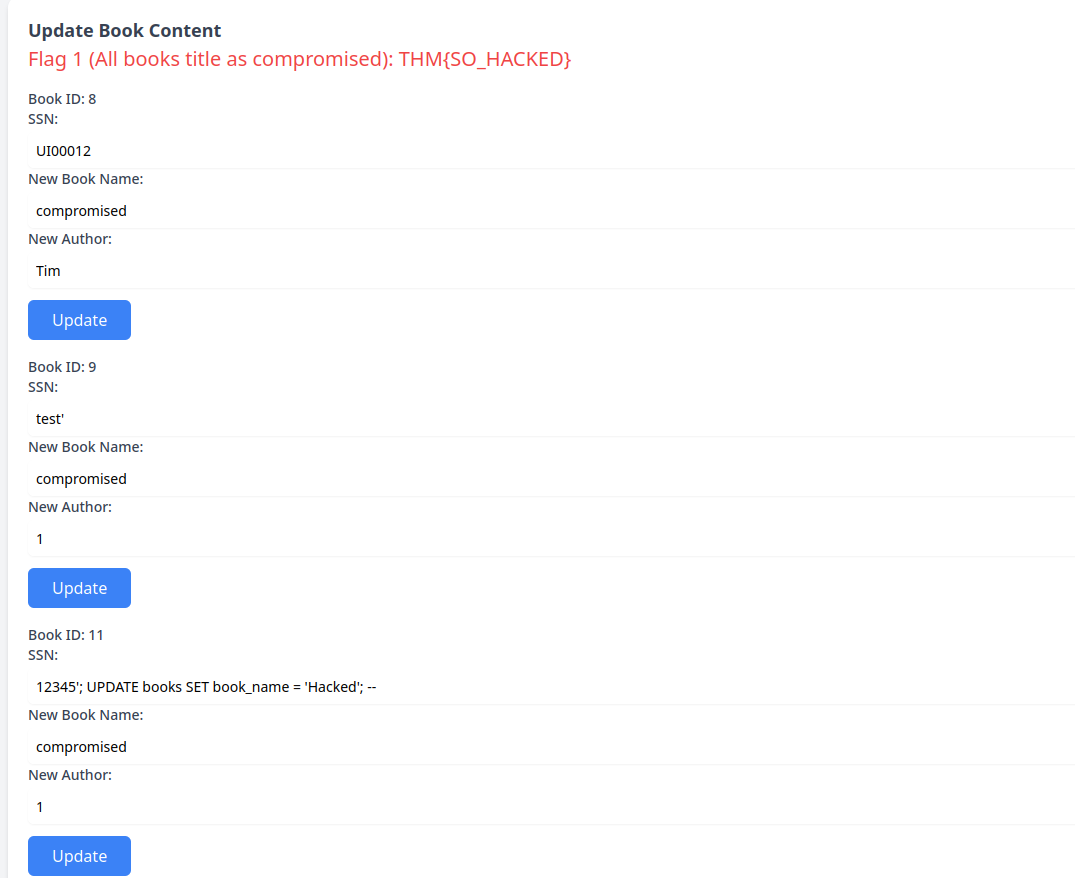 Update Book Content
Flag 1 (All books title as compromised): THM{SO_HACKED}
Book ID: 8
SSN:
UI00012
New Book Name:
compromised
New Author:
Tim
Update
Book ID: 9
SSN:
test'
New Book Name:
compromised
New Author:
1
Update
Book ID: 11
SSN:
12345'; UPDATE books SET book_name = 'Hacked'; --
New Book Name:
compromised
New Author:
1
Update